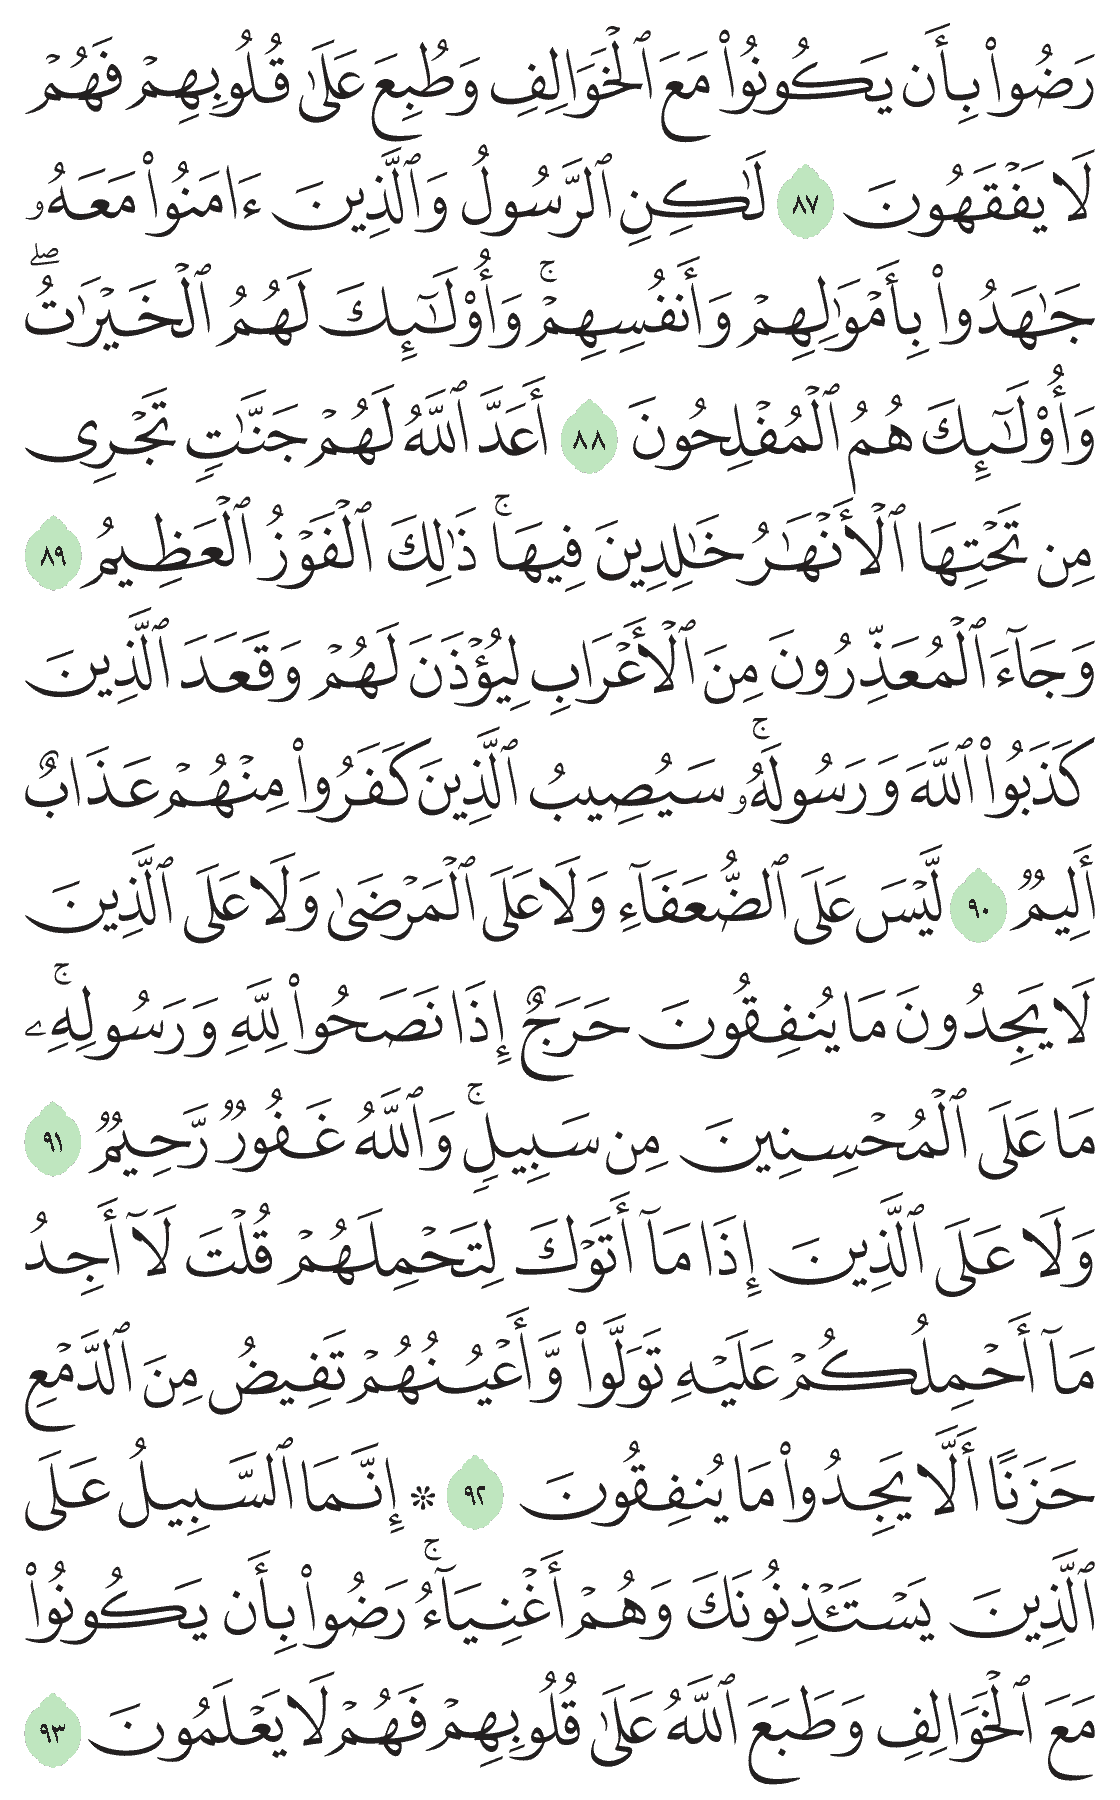 رَضُوا۟ بِأَن يَكُونُوا۟ مَعَ ٱلْخَوَالِفِ وَطُبِعَ عَلَىٰ قُلُوبِهِمْ فَهُمْ
لَا يَفْقَهُونَ ٨٧ لَـٰكِنِ ٱلرَّسُولُ وَٱلَّذِينَ ءَامَنُوا۟ مَعَهُۥ
جَـٰهَدُوا۟ بِأَمْوَٰلِهِمْ وَأَنفُسِهِمْ ۚ وَأُو۟لَـٰٓئِكَ لَهُمُ ٱلْخَيْرَٰتُ ۖ
وَأُو۟لَـٰٓئِكَ هُمُ ٱلْمُفْلِحُونَ ٨٨ أَعَدَّ ٱللَّهُ لَهُمْ جَنَّـٰتٍ تَجْرِى
مِن تَحْتِهَا ٱلْأَنْهَـٰرُ خَـٰلِدِينَ فِيهَا ۚ ذَٰلِكَ ٱلْفَوْزُ ٱلْعَظِيمُ ٨٩
وَجَآءَ ٱلْمُعَذِّرُونَ مِنَ ٱلْأَعْرَابِ لِيُؤْذَنَ لَهُمْ وَقَعَدَ ٱلَّذِينَ
كَذَبُوا۟ ٱللَّهَ وَرَسُولَهُۥ ۚ سَيُصِيبُ ٱلَّذِينَ كَفَرُوا۟ مِنْهُمْ عَذَابٌ
أَلِيمٌ ٩٠ لَّيْسَ عَلَى ٱلضُّعَفَآءِ وَلَا عَلَى ٱلْمَرْضَىٰ وَلَا عَلَى ٱلَّذِينَ
لَا يَجِدُونَ مَا يُنفِقُونَ حَرَجٌ إِذَا نَصَحُوا۟ لِلَّهِ وَرَسُولِهِۦ ۚ
مَا عَلَى ٱلْمُحْسِنِينَ مِن سَبِيلٍ ۚ وَٱللَّهُ غَفُورٌ رَّحِيمٌ ٩١
وَلَا عَلَى ٱلَّذِينَ إِذَا مَآ أَتَوْكَ لِتَحْمِلَهُمْ قُلْتَ لَآ أَجِدُ
مَآ أَحْمِلُكُمْ عَلَيْهِ تَوَلَّوا۟ وَّأَعْيُنُهُمْ تَفِيضُ مِنَ ٱلدَّمْعِ
حَزَنًا أَلَّا يَجِدُوا۟ مَا يُنفِقُونَ ٩٢ ۞ إِنَّمَا ٱلسَّبِيلُ عَلَى
ٱلَّذِينَ يَسْتَـْٔذِنُونَكَ وَهُمْ أَغْنِيَآءُ ۚ رَضُوا۟ بِأَن يَكُونُوا۟
مَعَ ٱلْخَوَالِفِ وَطَبَعَ ٱللَّهُ عَلَىٰ قُلُوبِهِمْ فَهُمْ لَا يَعْلَمُونَ ٩٣